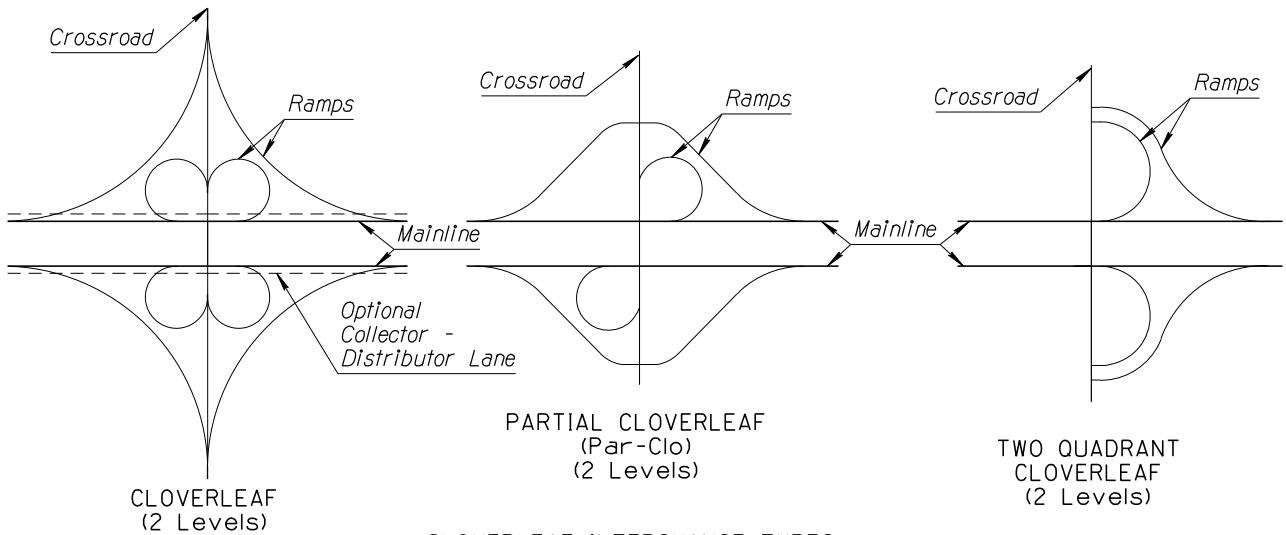 Crossroad
Ramps
Mainline
Optional
Collector -
Distributor Lane
CLOVERLEAF
(2 Levels)
Crossroad
Ramps
Mainline
PARTIAL CLOVERLEAF
(Par-Clo)
(2 Levels)
Crossroad
Ramps
TWO QUADRANT
CLOVERLEAF
(2 Levels)